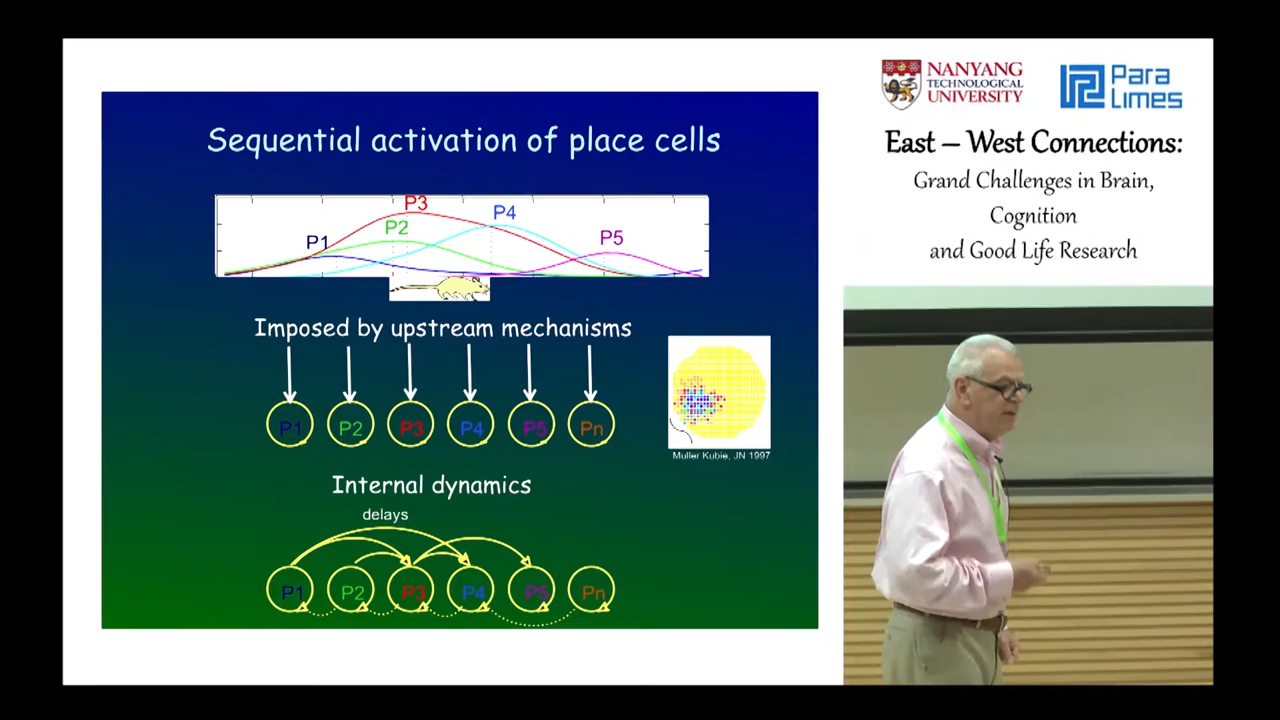 Sequential activation of place cells
P1
P2
P3
P4
P5
Imposed by upstream mechanisms
P1 P2 P3 P4 P5 Pn
Muller Kubie, JN 1997
Internal dynamics
delays
P1 P2 P3 P4 P5 Pn
NANYANG
TECHNOLOGICAL
UNIVERSITY
Para
Limes
East – West Connections:
Grand Challenges in Brain,
Cognition
and Good Life Research